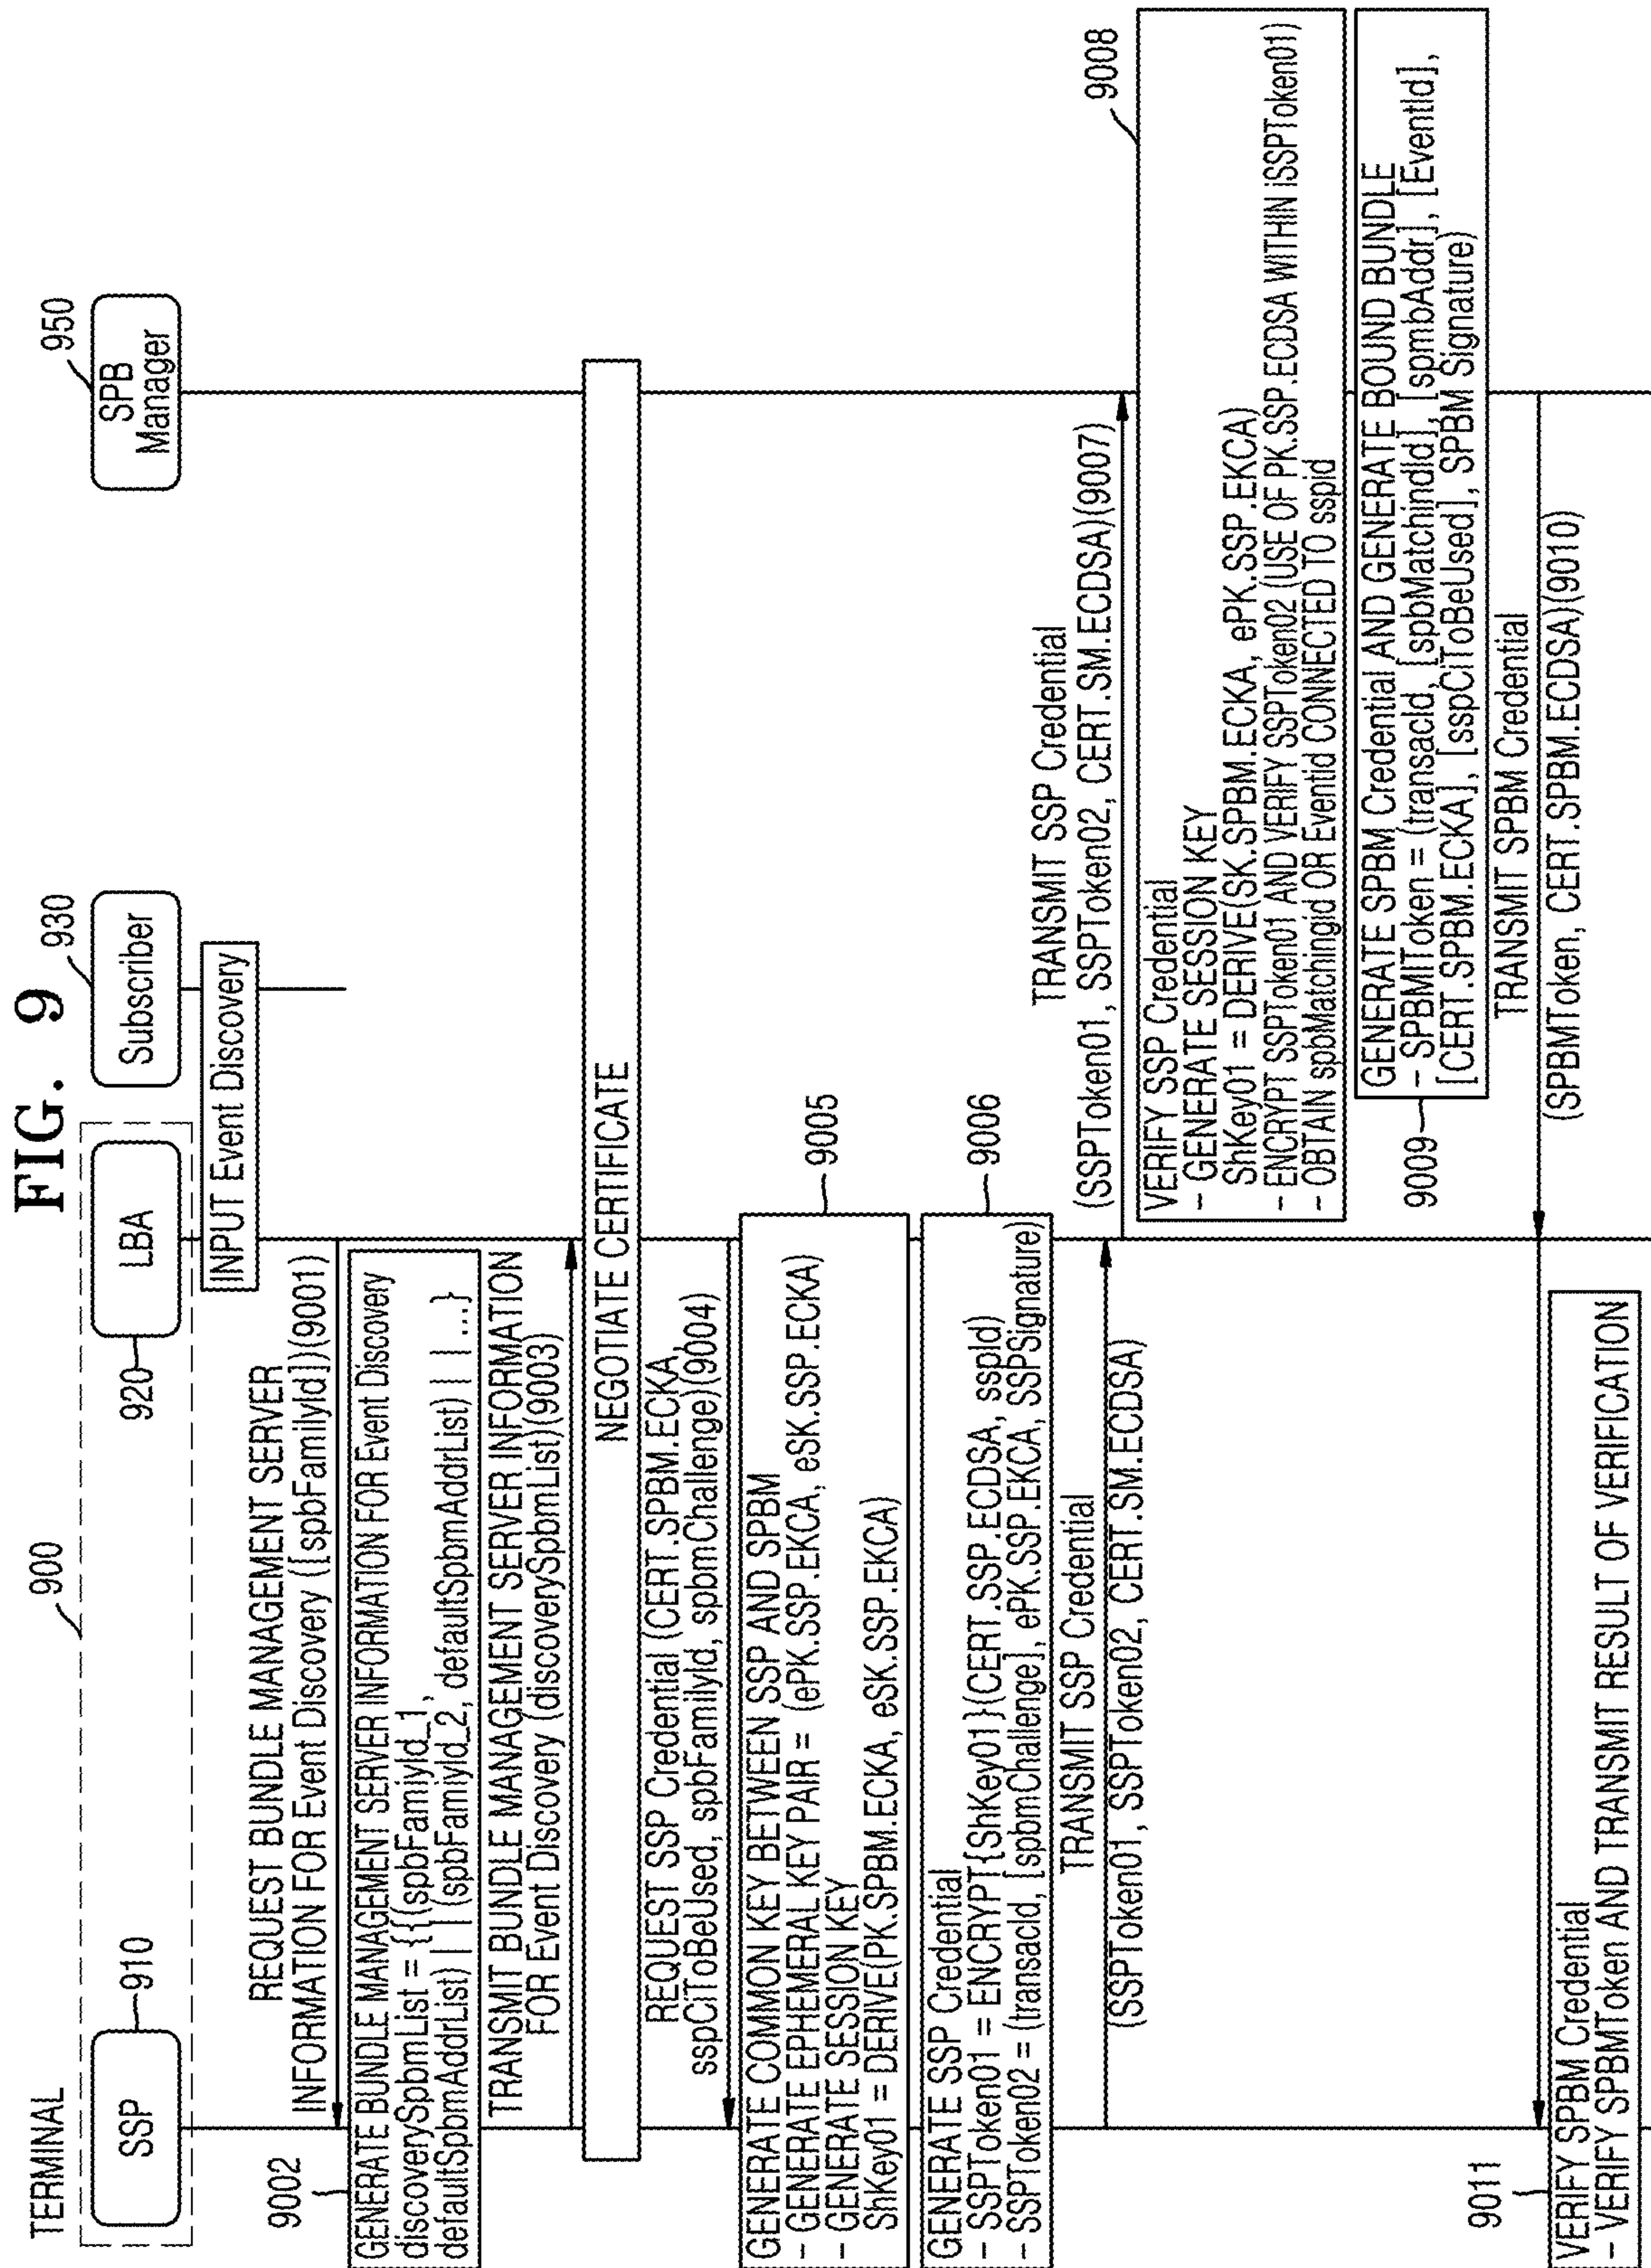 FIG. 9
TERMINAL
900
SSP
910
LBA
920
Subscriber
930
SPB
Manager
950
INPUT Event Discovery
REQUEST BUNDLE MANAGEMENT SERVER
INFORMATION FOR Event Discovery ([spbFamilyId])(9001)
9002
GENERATE BUNDLE MANAGEMENT SERVER INFORMATION FOR Event Discovery
discoverySpbmList = {{(spbFamiyId_1,
defaultSpbmAddrList) | | (spbFamiyId_2, defaultSpbmAddrList) | | ...}
TRANSMIT BUNDLE MANAGEMENT SERVER INFORMATION
FOR Event Discovery (discoverySpbmList)(9003)
NEGOTIATE CERTIFICATE
REQUEST SSP Credential (CERT.SPBM.ECKA,
sspCiToBeUsed, spbFamilyId, spbmChallenge)(9004)
GENERATE COMMON KEY BETWEEN SSP AND SPBM
- GENERATE EPHEMERAL KEY PAIR = (ePK.SSP.EKCA, eSK.SSP.ECKA)
- GENERATE SESSION KEY
ShKey01 = DERIVE(PK.SPBM.ECKA, eSK.SSP.EKCA)
9005
GENERATE SSP Credential
- SSPToken01 = ENCRYPT{ShKey01}(CERT.SSP.ECDSA, sspId)
- SSPToken02 = (transacId, [spbmChallenge], ePK.SSP.EKCA, SSPSignature)
9006
TRANSMIT SSP Credential
(SSPToken01, SSPToken02, CERT.SM.ECDSA)
TRANSMIT SSP Credential
(SSPToken01, SSPToken02, CERT.SM.ECDSA)(9007)
9008
VERIFY SSP Credential
- GENERATE SESSION KEY
ShKey01 = DERIVE(SK.SPBM.ECKA, ePK.SSP.EKCA)
- ENCRYPT SSPToken01 AND VERIFY SSPToken02 (USE OF PK.SSP.ECDSA WITHIN iSSPToken01)
- OBTAIN spbMatchingid OR Eventid CONNECTED TO sspid
9009
GENERATE SPBM Credential AND GENERATE BOUND BUNDLE
- SPBMIToken = (transacId, [spbMatchindId], [spmbAddr], [EventId],
[CERT.SPBM.ECKA], [sspCiToBeUsed], SPBM Signature)
TRANSMIT SPBM Credential
(SPBMToken, CERT.SPBM.ECDSA)(9010)
9011
VERIFY SPBM Credential
- VERIFY SPBMToken AND TRANSMIT RESULT OF VERIFICATION